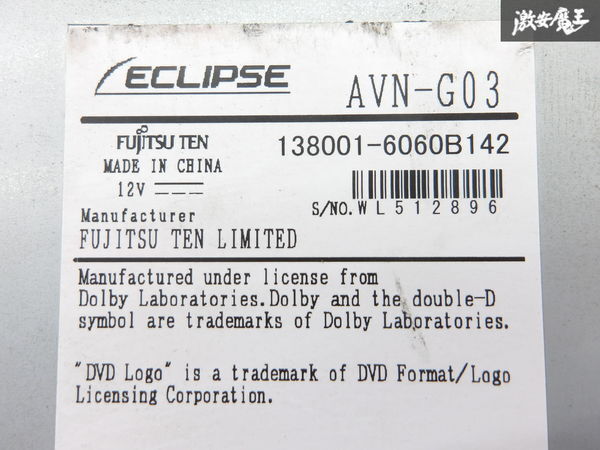 激安魔王
ECLIPSE AVN-G03
FUJITSU TEN 138001-6060B142
MADE IN CHINA
12V
S/NO. WL512896
Manufacturer
FUJITSU TEN LIMITED
Manufactured under license from
Dolby Laboratories.Dolby and the double-D
symbol are trademarks of Dolby Laboratories.
"DVD Logo" is a trademark of DVD Format/Logo
Licensing Corporation.